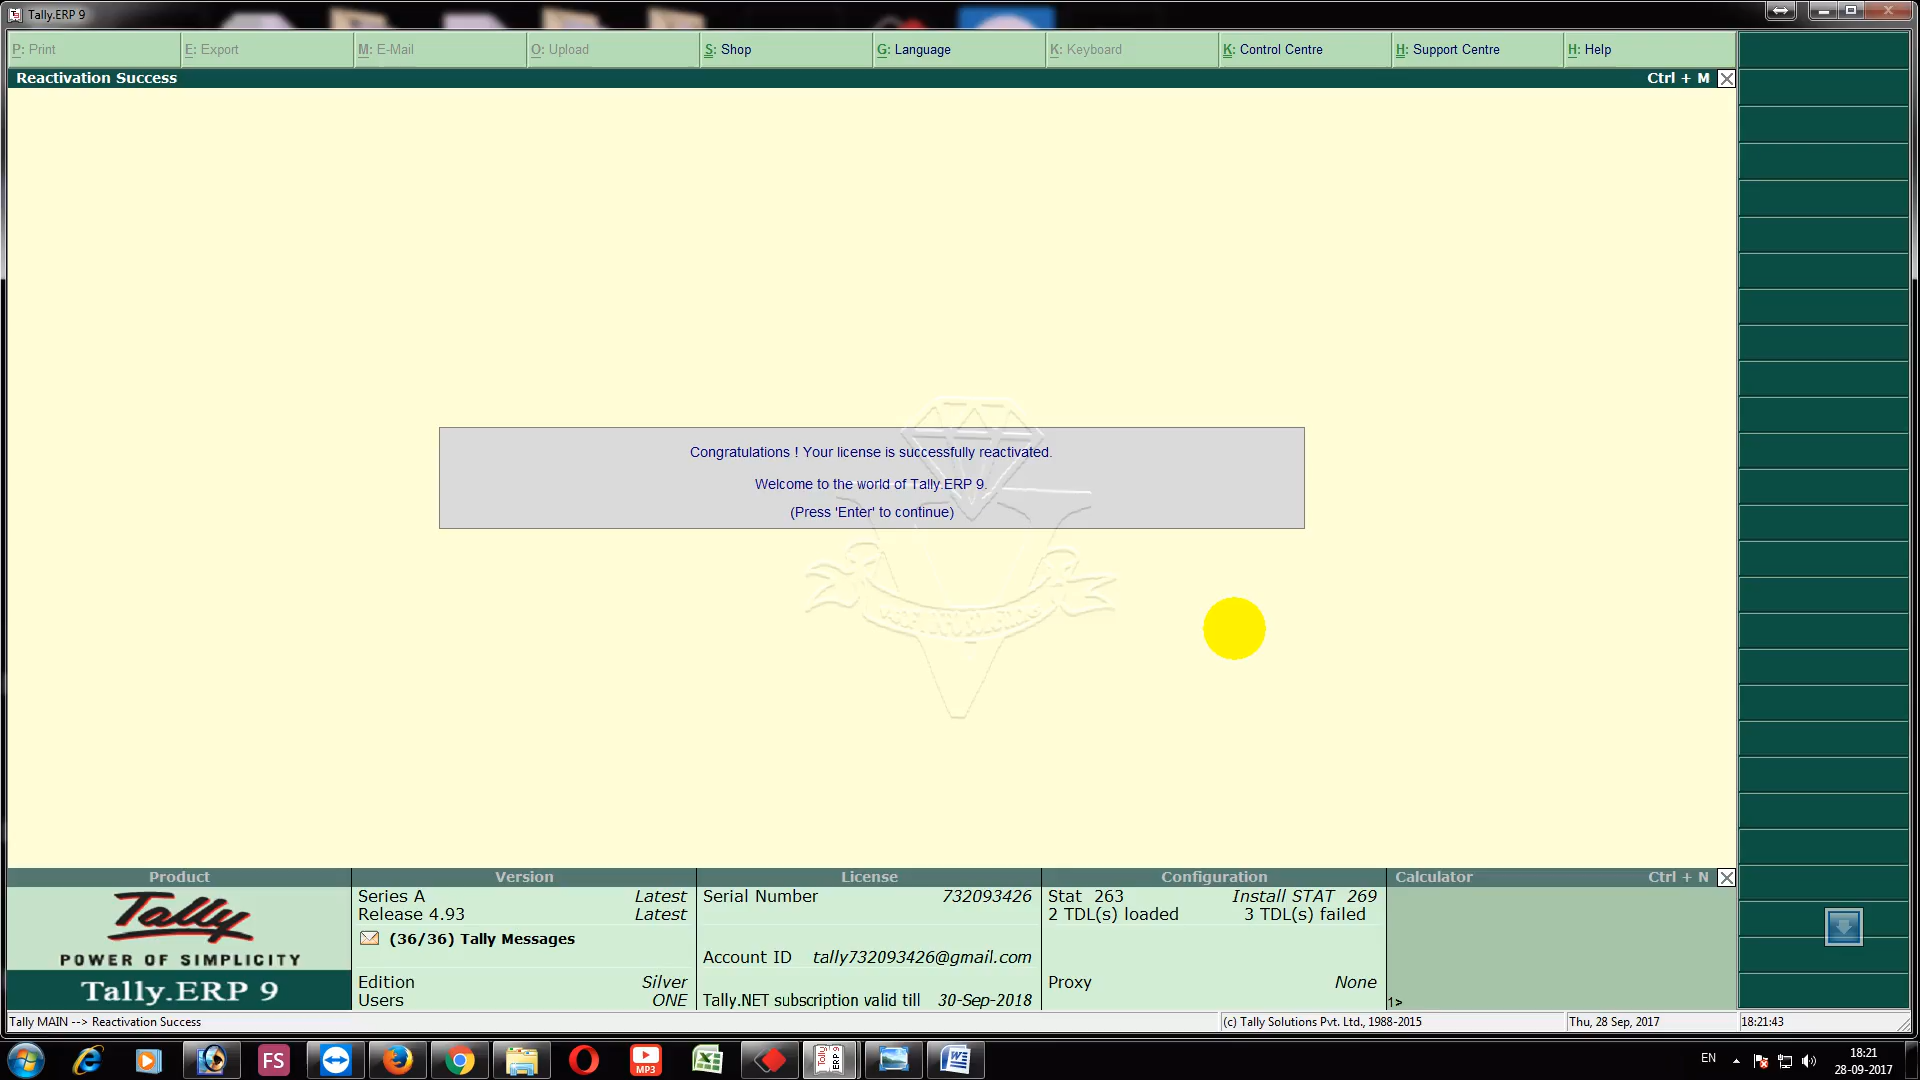 Tally.ERP 9
P: Print
E: Export
M: E-Mail
O: Upload
S: Shop
G: Language
K: Keyboard
K: Control Centre
H: Support Centre
H: Help
Reactivation Success
Ctrl + M
Congratulations ! Your license is successfully reactivated.
Welcome to the world of Tally.ERP 9.
(Press 'Enter' to continue)
Product
Tally
POWER OF SIMPLICITY
Tally.ERP 9
Version
Series A Latest
Release 4.93 Latest
(36/36) Tally Messages
Edition Silver
Users ONE
License
Serial Number 732093426
Account ID tally732093426@gmail.com
Tally.NET subscription valid till 30-Sep-2018
Configuration
Stat 263 Install STAT 269
2 TDL(s) loaded 3 TDL(s) failed
Proxy None
Calculator Ctrl + N
1>
Tally MAIN --> Reactivation Success
(c) Tally Solutions Pvt. Ltd., 1988-2015
Thu, 28 Sep, 2017
18:21:43
FS
MP3
Tally
ERP 9
EN
18:21
28-09-2017